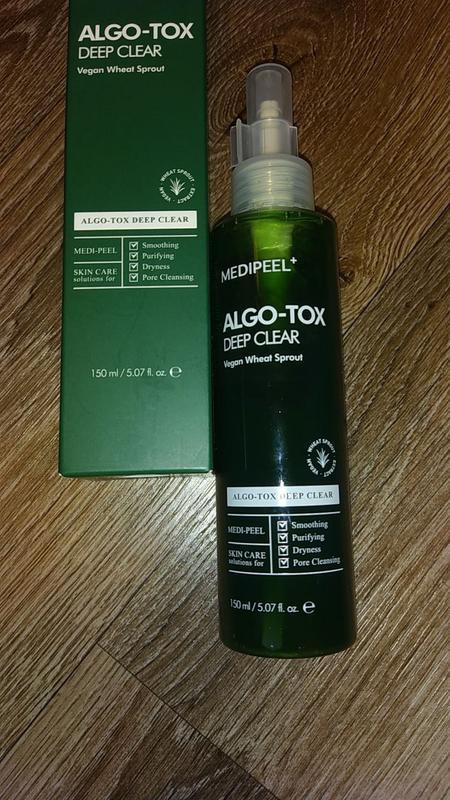 ALGO-TOX
DEEP CLEAR
Vegan Wheat Sprout
VEGAN · WHEAT SPROUT · EXTRACT ·
ALGO-TOX DEEP CLEAR
MEDI-PEEL
SKIN CARE
solutions for
Smoothing
Purifying
Dryness
Pore Cleansing
150 ml / 5.07 fl. oz. ℮
MEDIPEEL+
ALGO-TOX
DEEP CLEAR
Vegan Wheat Sprout
VEGAN · WHEAT SPROUT · EXTRACT ·
ALGO-TOX DEEP CLEAR
MEDI-PEEL
SKIN CARE
solutions for
Smoothing
Purifying
Dryness
Pore Cleansing
150 ml / 5.07 fl. oz. ℮